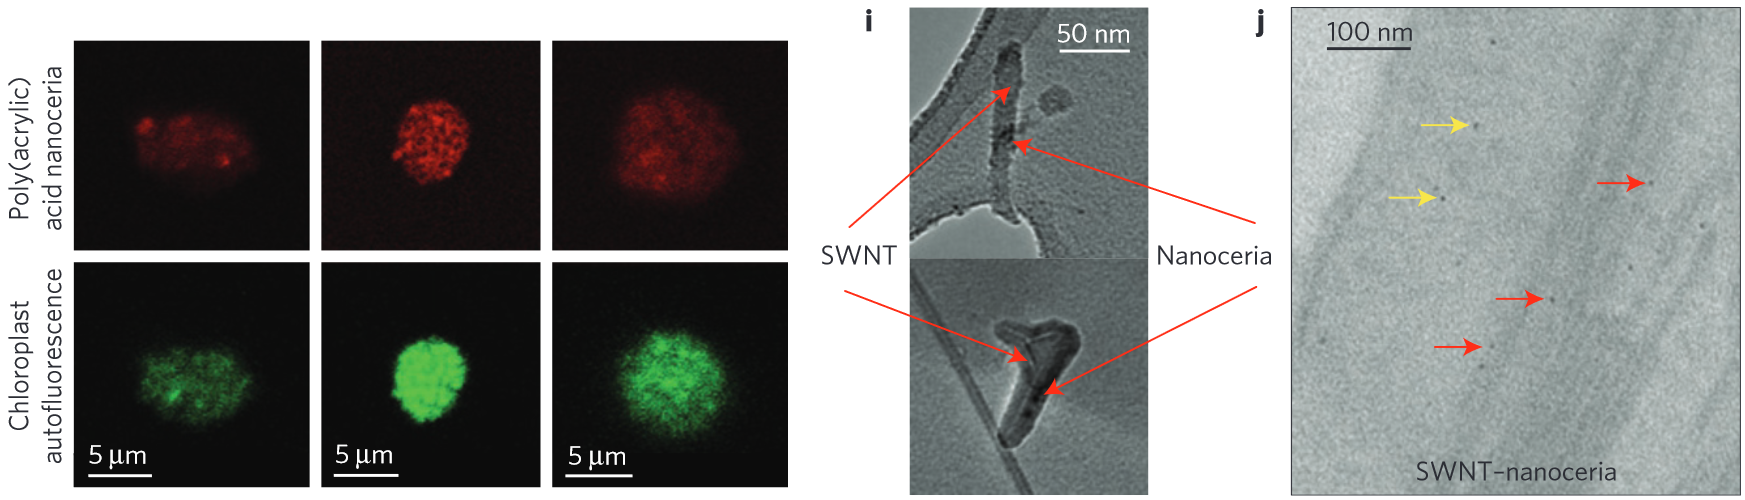 Poly(acrylic)
acid nanoceria
Chloroplast
autofluorescence
5 μm
5 μm
5 μm
i
50 nm
SWNT
Nanoceria
j
100 nm
SWNT–nanoceria